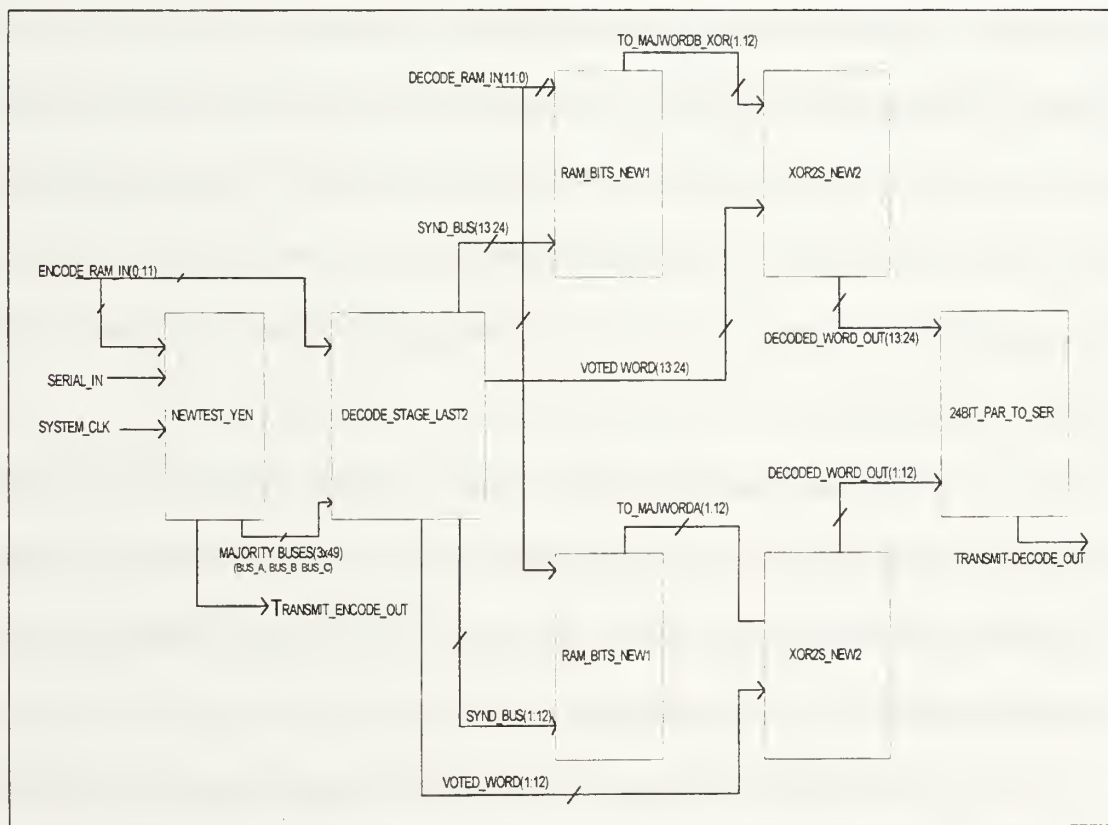 TO_MAJWORDB_XOR(1:12)
DECODE_RAM_IN(11:0)
RAM_BITS_NEW1
XOR2S_NEW2
SYND_BUS(13:24)
ENCODE_RAM_IN(0:11)
DECODED_WORD_OUT(13:24)
VOTED WORD(13:24)
SERIAL_IN
NEWTEST_YEN
DECODE_STAGE_LAST2
24BIT_PAR_TO_SER
SYSTEM_CLK
DECODED_WORD_OUT(1:12)
TO_MAJWORDA(1:12)
MAJORITY BUSES(3x49)
(BUS_A, BUS_B BUS_C)
TRANSMIT-DECODE_OUT
TRANSMIT_ENCODE_OUT
RAM_BITS_NEW1
XOR2S_NEW2
SYND_BUS(1:12)
VOTED_WORD(1:12)